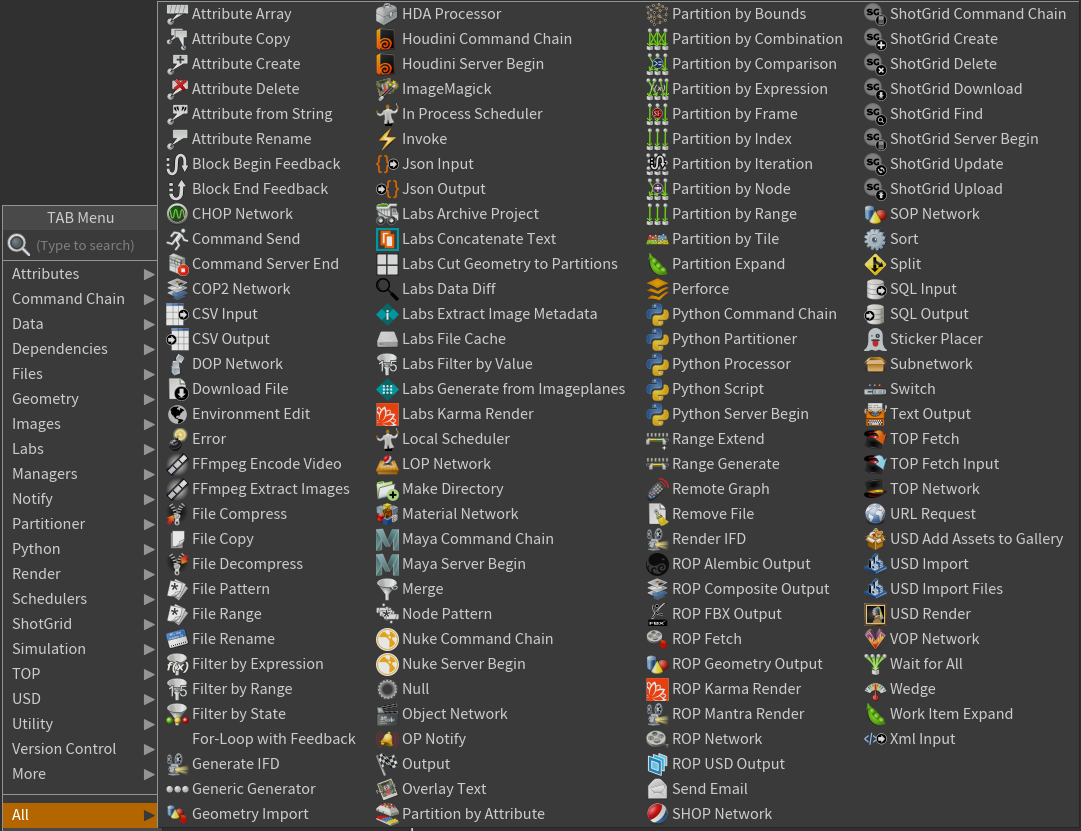 TAB Menu
(Type to search)
Attributes
Command Chain
Data
Dependencies
Files
Geometry
Images
Labs
Managers
Notify
Partitioner
Python
Render
Schedulers
ShotGrid
Simulation
TOP
USD
Utility
Version Control
More
All
Attribute Array
Attribute Copy
Attribute Create
Attribute Delete
Attribute from String
Attribute Rename
Block Begin Feedback
Block End Feedback
CHOP Network
Command Send
Command Server End
COP2 Network
CSV Input
CSV Output
DOP Network
Download File
Environment Edit
Error
FFmpeg Encode Video
FFmpeg Extract Images
File Compress
File Copy
File Decompress
File Pattern
File Range
File Rename
Filter by Expression
Filter by Range
Filter by State
For-Loop with Feedback
Generate IFD
Generic Generator
Geometry Import
HDA Processor
Houdini Command Chain
Houdini Server Begin
ImageMagick
In Process Scheduler
Invoke
Json Input
Json Output
Labs Archive Project
Labs Concatenate Text
Labs Cut Geometry to Partitions
Labs Data Diff
Labs Extract Image Metadata
Labs File Cache
Labs Filter by Value
Labs Generate from Imageplanes
Labs Karma Render
Local Scheduler
LOP Network
Make Directory
Material Network
Maya Command Chain
Maya Server Begin
Merge
Node Pattern
Nuke Command Chain
Nuke Server Begin
Null
Object Network
OP Notify
Output
Overlay Text
Partition by Attribute
Partition by Bounds
Partition by Combination
Partition by Comparison
Partition by Expression
Partition by Frame
Partition by Index
Partition by Iteration
Partition by Node
Partition by Range
Partition by Tile
Partition Expand
Perforce
Python Command Chain
Python Partitioner
Python Processor
Python Script
Python Server Begin
Range Extend
Range Generate
Remote Graph
Remove File
Render IFD
ROP Alembic Output
ROP Composite Output
ROP FBX Output
ROP Fetch
ROP Geometry Output
ROP Karma Render
ROP Mantra Render
ROP Network
ROP USD Output
Send Email
SHOP Network
ShotGrid Command Chain
ShotGrid Create
ShotGrid Delete
ShotGrid Download
ShotGrid Find
ShotGrid Server Begin
ShotGrid Update
ShotGrid Upload
SOP Network
Sort
Split
SQL Input
SQL Output
Sticker Placer
Subnetwork
Switch
Text Output
TOP Fetch
TOP Fetch Input
TOP Network
URL Request
USD Add Assets to Gallery
USD Import
USD Import Files
USD Render
VOP Network
Wait for All
Wedge
Work Item Expand
Xml Input